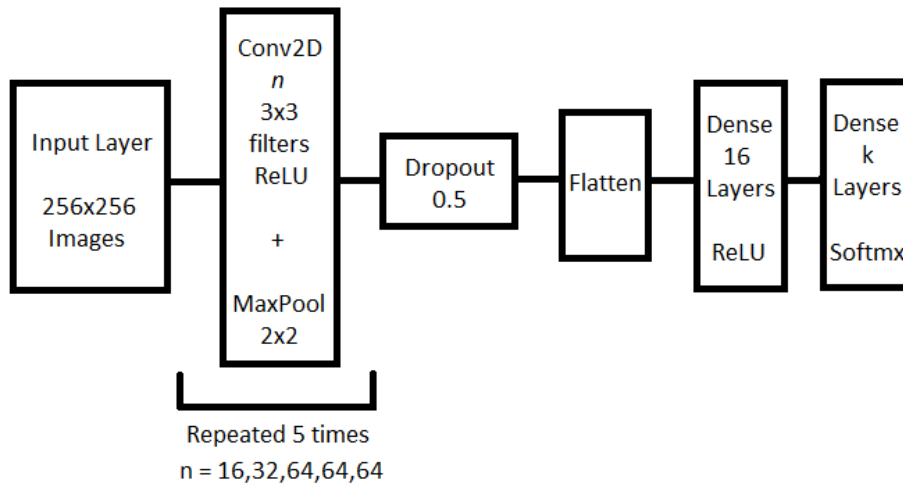 Input Layer
256x256
Images
Conv2D
n
3x3
filters
ReLU
+
MaxPool
2x2
Repeated 5 times
n = 16,32,64,64,64
Dropout
0.5
Flatten
Dense
16
Layers
ReLU
Dense
k
Layers
Softmx